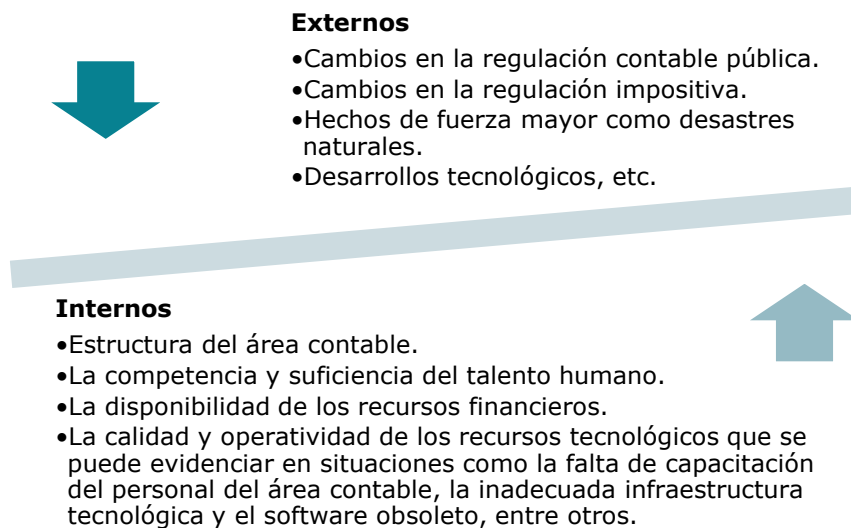 Externos
•Cambios en la regulación contable pública.
•Cambios en la regulación impositiva.
•Hechos de fuerza mayor como desastres
naturales.
•Desarrollos tecnológicos, etc.
Internos
•Estructura del área contable.
•La competencia y suficiencia del talento humano.
•La disponibilidad de los recursos financieros.
•La calidad y operatividad de los recursos tecnológicos que se
puede evidenciar en situaciones como la falta de capacitación
del personal del área contable, la inadecuada infraestructura
tecnológica y el software obsoleto, entre otros.